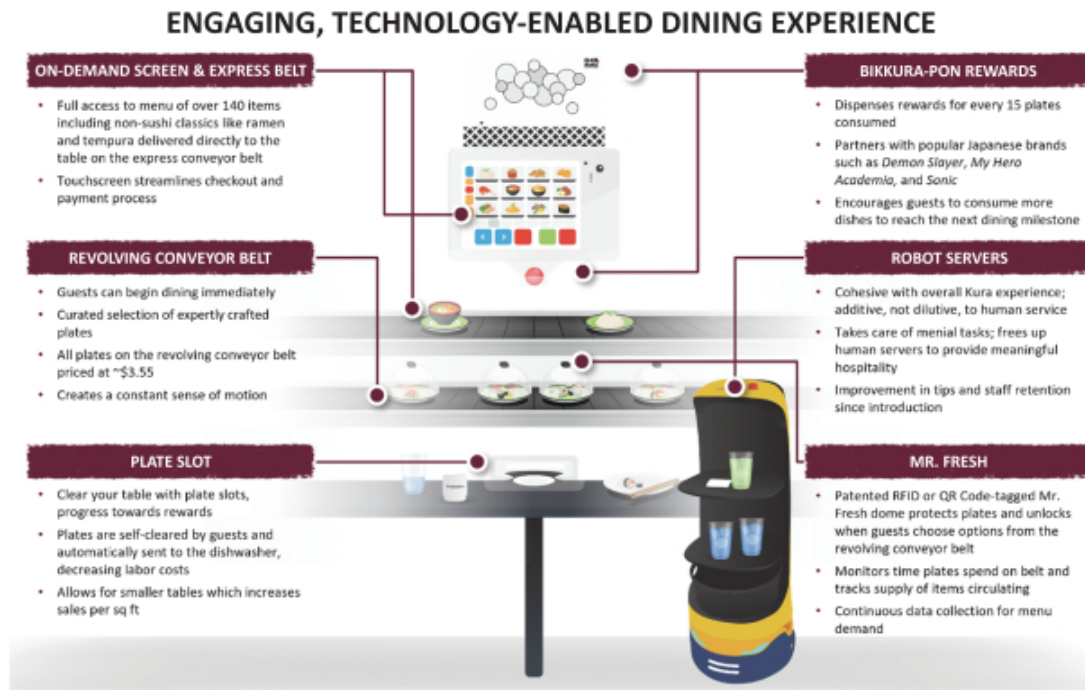 ENGAGING, TECHNOLOGY-ENABLED DINING EXPERIENCE
ON-DEMAND SCREEN & EXPRESS BELT
• Full access to menu of over 140 items
including non-sushi classics like ramen
and tempura delivered directly to the
table on the express conveyor belt
• Touchscreen streamlines checkout and
payment process
REVOLVING CONVEYOR BELT
• Guests can begin dining immediately
• Curated selection of expertly crafted
plates
• All plates on the revolving conveyor belt
priced at ~$3.55
• Creates a constant sense of motion
PLATE SLOT
• Clear your table with plate slots,
progress towards rewards
• Plates are self-cleared by guests and
automatically sent to the dishwasher,
decreasing labor costs
• Allows for smaller tables which increases
sales per sq ft
BIKKURA-PON REWARDS
• Dispenses rewards for every 15 plates
consumed
• Partners with popular Japanese brands
such as Demon Slayer, My Hero
Academia, and Sonic
• Encourages guests to consume more
dishes to reach the next dining milestone
ROBOT SERVERS
• Cohesive with overall Kura experience;
additive, not dilutive, to human service
• Takes care of menial tasks; frees up
human servers to provide meaningful
hospitality
• Improvement in tips and staff retention
since introduction
MR. FRESH
• Patented RFID or QR Code-tagged Mr.
Fresh dome protects plates and unlocks
when guests choose options from the
revolving conveyor belt
• Monitors time plates spend on belt and
tracks supply of items circulating
• Continuous data collection for menu
demand